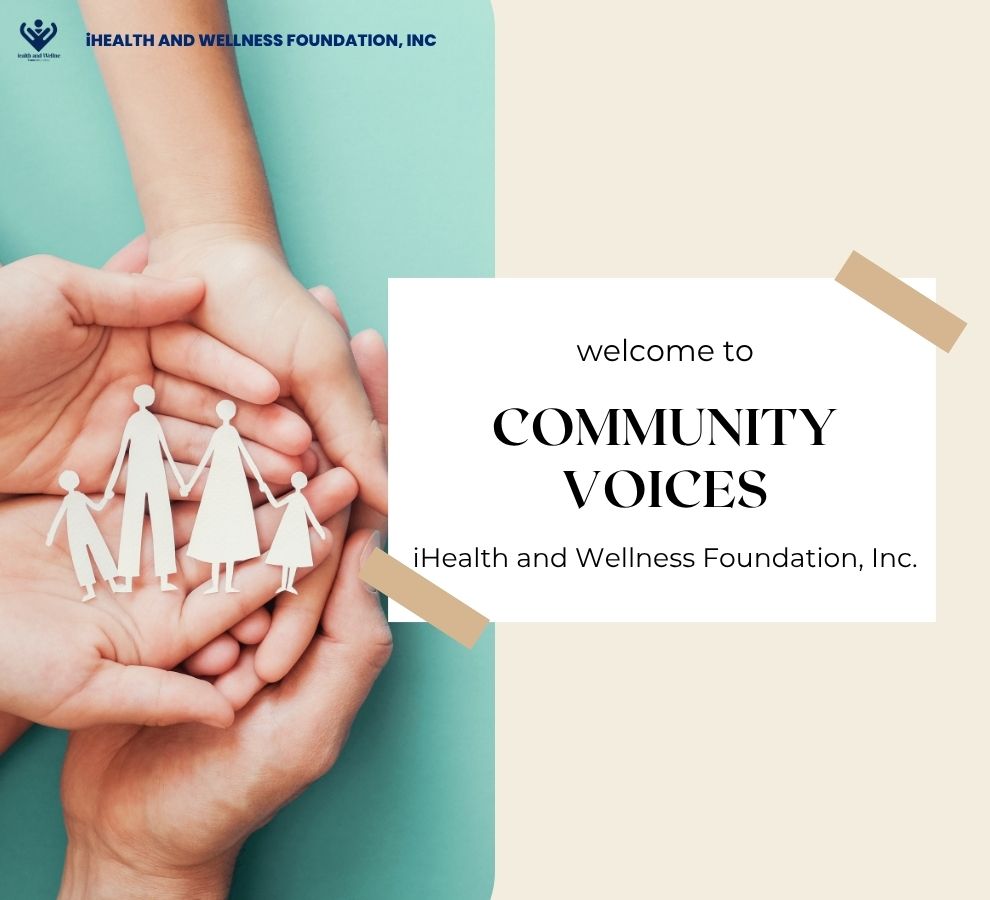 iHEALTH AND WELLNESS FOUNDATION, INC
welcome to
COMMUNITY
VOICES
iHealth and Wellness Foundation, Inc.